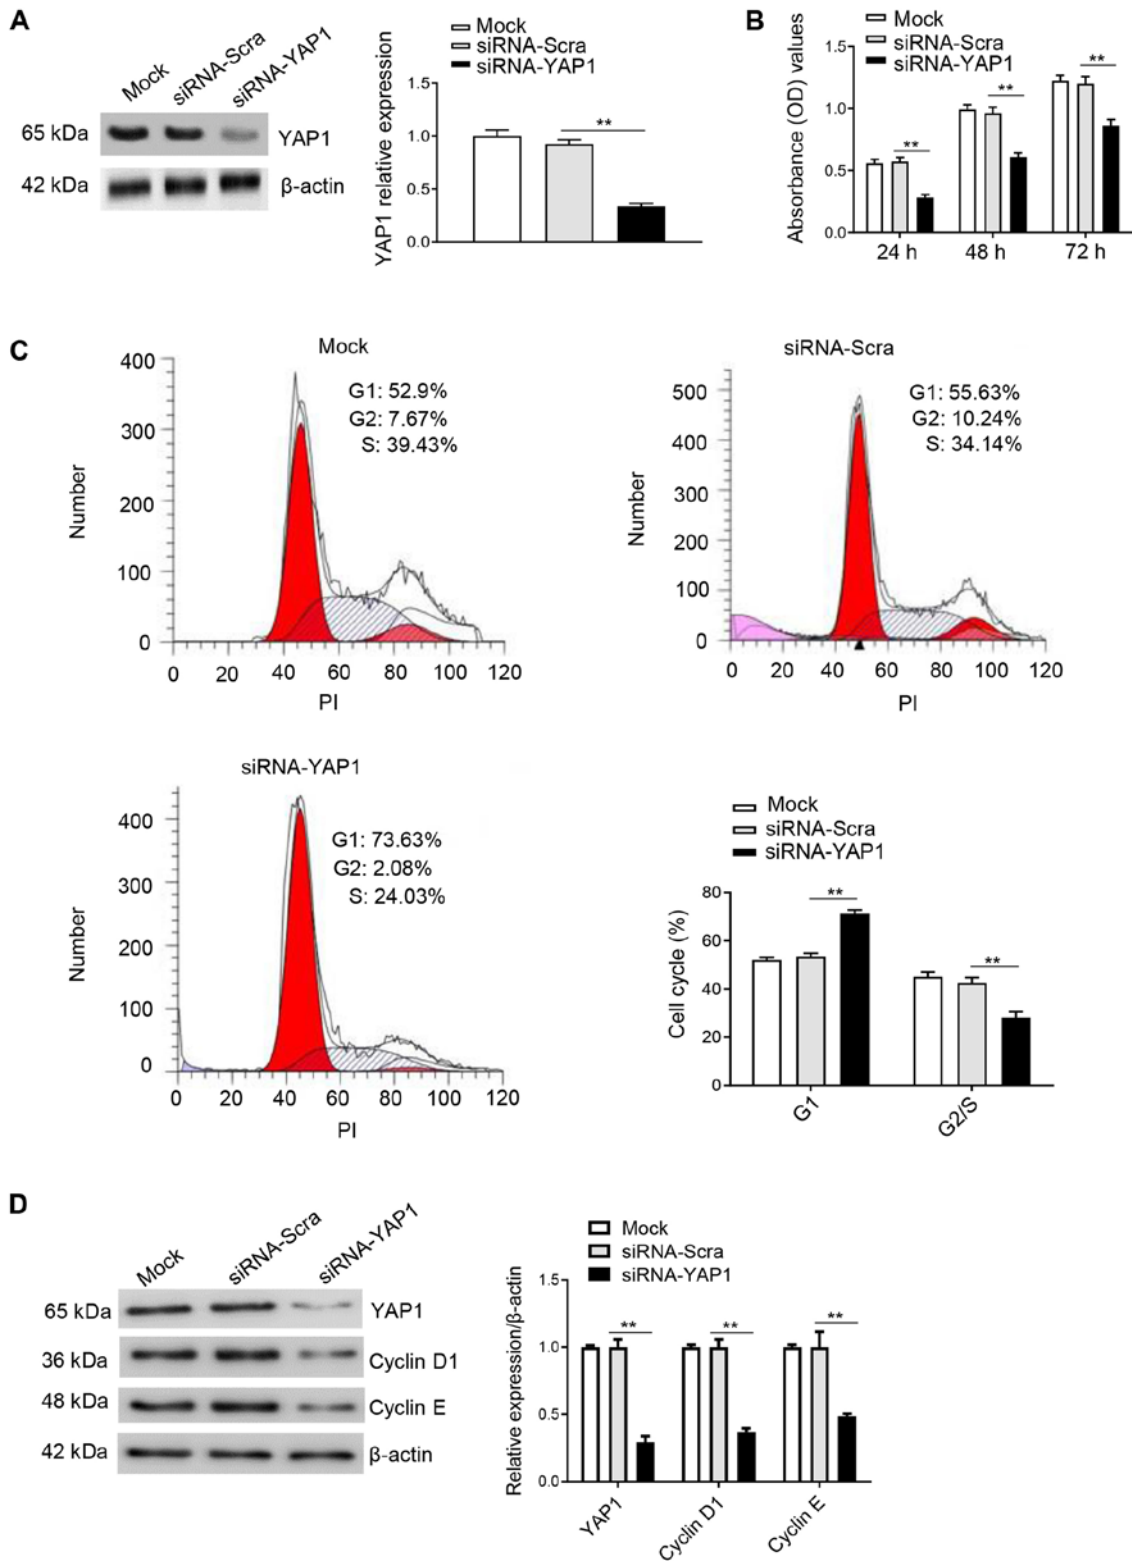 A
Mock
siRNA-Scra
siRNA-YAP1
65 kDa
YAP1
42 kDa
β-actin
Mock
siRNA-Scra
siRNA-YAP1
YAP1 relative expression
1.5
1.0
0.5
0.0
**
B
Mock
siRNA-Scra
siRNA-YAP1
Absorbance (OD) values
1.5
1.0
0.5
0.0
**
**
**
24 h
48 h
72 h
C
Mock
G1: 52.9%
G2: 7.67%
S: 39.43%
Number
400
300
200
100
0
0 20 40 60 80 100 120
PI
siRNA-Scra
G1: 55.63%
G2: 10.24%
S: 34.14%
Number
500
400
300
200
100
0
0 20 40 60 80 100 120
PI
siRNA-YAP1
G1: 73.63%
G2: 2.08%
S: 24.03%
Number
400
300
200
100
0
0 20 40 60 80 100 120
PI
Mock
siRNA-Scra
siRNA-YAP1
Cell cycle (%)
80
60
40
20
0
**
**
G1
G2/S
D
Mock
siRNA-Scra
siRNA-YAP1
65 kDa
YAP1
36 kDa
Cyclin D1
48 kDa
Cyclin E
42 kDa
β-actin
Mock
siRNA-Scra
siRNA-YAP1
Relative expression/β-actin
1.5
1.0
0.5
0.0
**
**
**
YAP1
Cyclin D1
Cyclin E